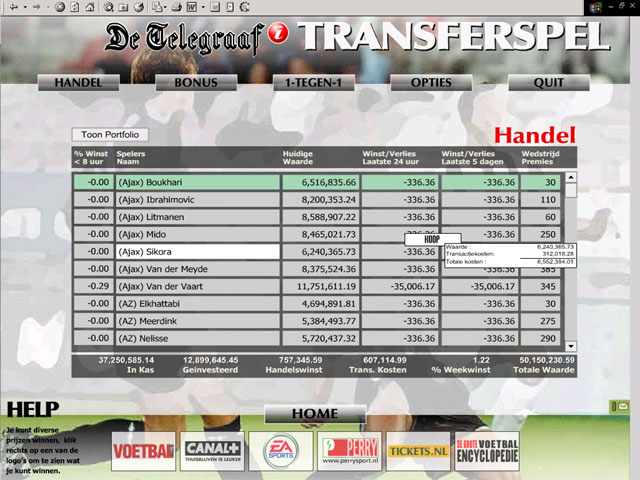 De Telegraaf i TRANSFERSPEL
HANDEL BONUS 1-TEGEN-1 OPTIES QUIT
Toon Portfolio
Handel
% Winst Spelers Huidige Winst/Verlies Winst/Verlies Wedstrijd
< 8 uur Naam Waarde Laatste 24 uur Laatste 5 dagen Premies
-0.00 (Ajax) Boukhari 6,516,835.66 -336.36 -336.36 30
-0.00 (Ajax) Ibrahimovic 8,200,353.24 -336.36 -336.36 110
-0.00 (Ajax) Litmanen 8,588,907.22 -336.36 -336.36 60
-0.00 (Ajax) Mido 8,465,021.73 -336.36 -336.36 250
KOOP
-0.00 (Ajax) Sikora 6,240,365.73
Waarde : 6,240,365.73
Transactiekosten: 312,018.28
Totale kosten : 6,552,384.01
-0.00 (Ajax) Van der Meyde 8,375,524.36 -336.36 -336.36 385
-0.29 (Ajax) Van der Vaart 11,751,611.19 -35,006.17 -35,006.17 345
-0.00 (AZ) Elkhattabi 4,694,891.81 -336.36 -336.36 30
-0.00 (AZ) Meerdink 5,384,493.77 -336.36 -336.36 275
-0.00 (AZ) Nelisse 5,720,437.32 -336.36 -336.36 290
37,250,585.14 12,899,645.45 757,345.59 607,114.99 1.22 50,150,230.59
In Kas Geinvesteerd Handelswinst Trans. Kosten % Weekwinst Totale Waarde
HELP
HOME
Je kunt diverse
prijzen winnen, klik
rechts op een van de
logo's om te zien wat
je kunt winnen.
VOETBAL
CANAL+
THUISBLIJVEN IS LEUKER
EA
SPORTS
PERRY
www.perrysport.nl
TICKETS.NL
DE GROTE VOETBAL
ENCYCLOPEDIE